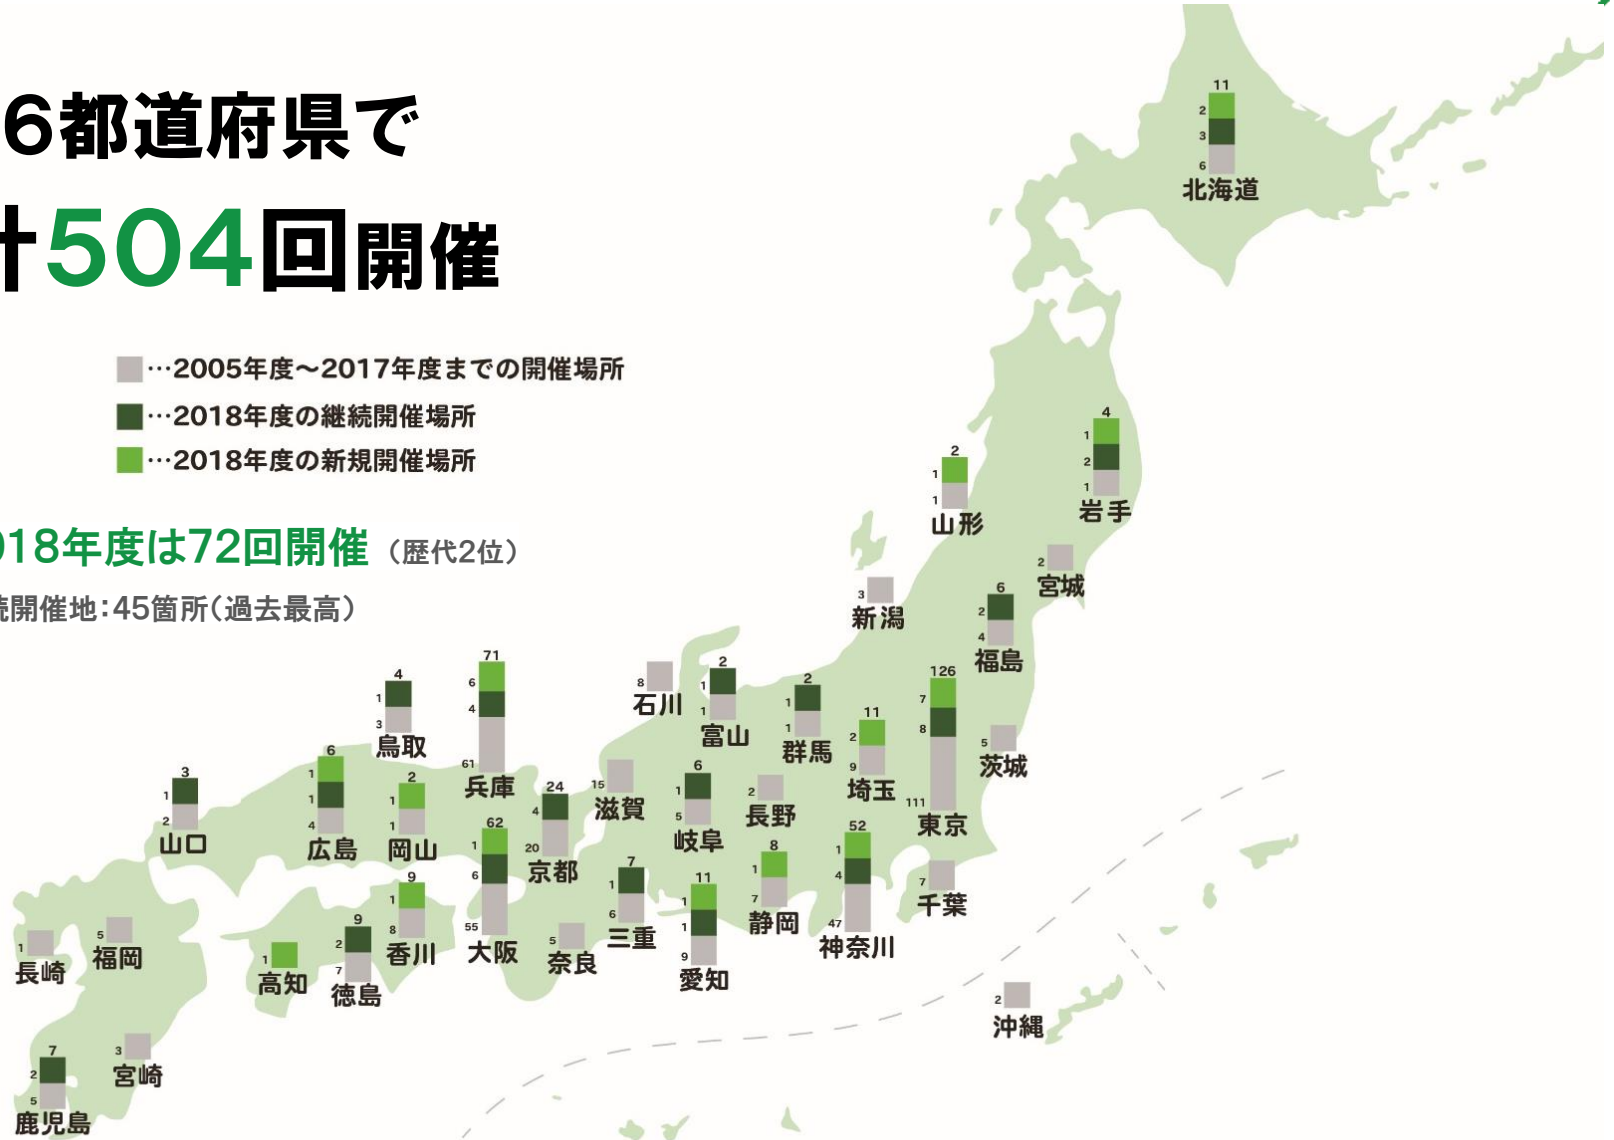 6都道府県で
計504回開催
…2005年度～2017年度までの開催場所
…2018年度の継続開催場所
…2018年度の新規開催場所
018年度は72回開催（歴代2位）
続開催地：45箇所（過去最高）
11
2
3
6
北海道
4
1
2
1
岩手
2
1
1
山形
2
宮城
3
新潟
6
2
4
福島
126
7
8
111
東京
5
茨城
8
石川
2
1
1
富山
2
1
1
群馬
11
2
9
埼玉
71
6
4
61
兵庫
4
1
3
鳥取
6
1
1
4
広島
2
1
1
岡山
3
1
2
山口
24
4
20
京都
15
滋賀
6
1
5
岐阜
2
長野
62
1
6
55
大阪
52
1
4
47
神奈川
8
1
7
静岡
7
千葉
7
1
6
三重
11
1
1
9
愛知
5
奈良
9
1
8
香川
9
2
7
徳島
1
高知
5
福岡
1
長崎
3
宮崎
7
2
5
鹿児島
2
沖縄